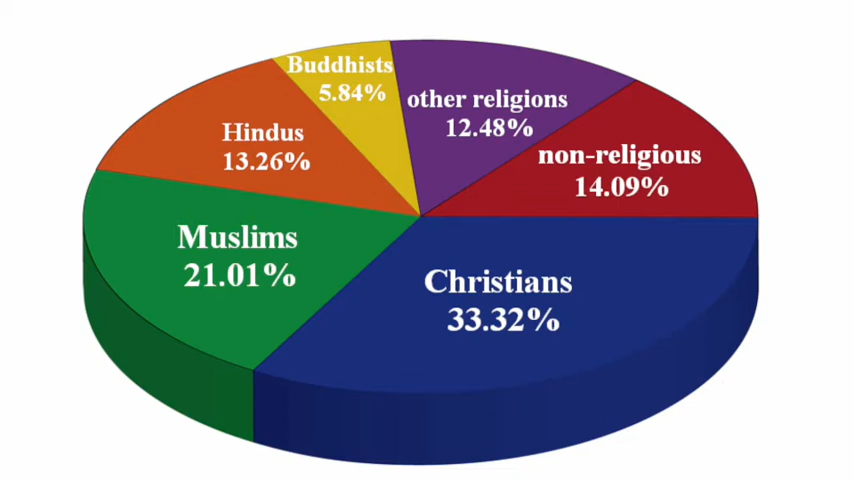 Buddhists
5.84%
other religions
12.48%
Hindus
13.26%
non-religious
14.09%
Muslims
21.01%
Christians
33.32%